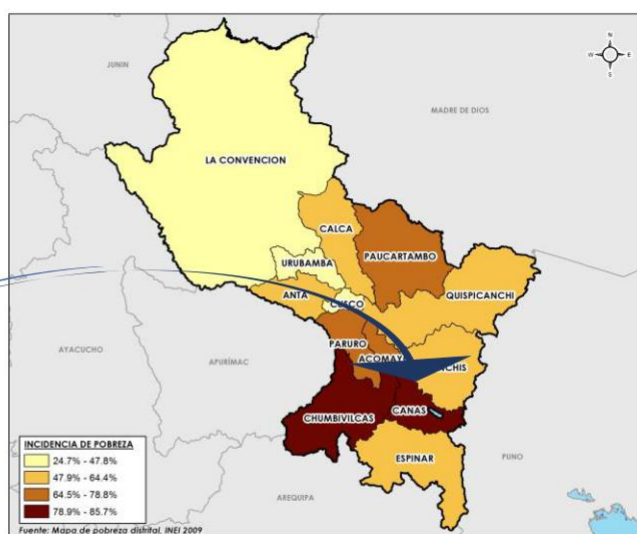 N
W
E
S
JUNIN
MADRE DE DIOS
LA CONVENCION
CALCA
PAUCARTAMBO
URUBAMBA
QUISPICANCHI
ANTA
CUSCO
AYACUCHO
APURÍMAC
PARURO
ACOMAY
CHIS
CANAS
CHUMBIVILCAS
ESPINAR
PUNO
AREQUIPA
INCIDENCIA DE POBREZA
24.7% - 47.8%
47.9% - 64.4%
64.5% - 78.8%
78.9% - 85.7%
Fuente: Mapa de pobreza distrital, INEI 2009